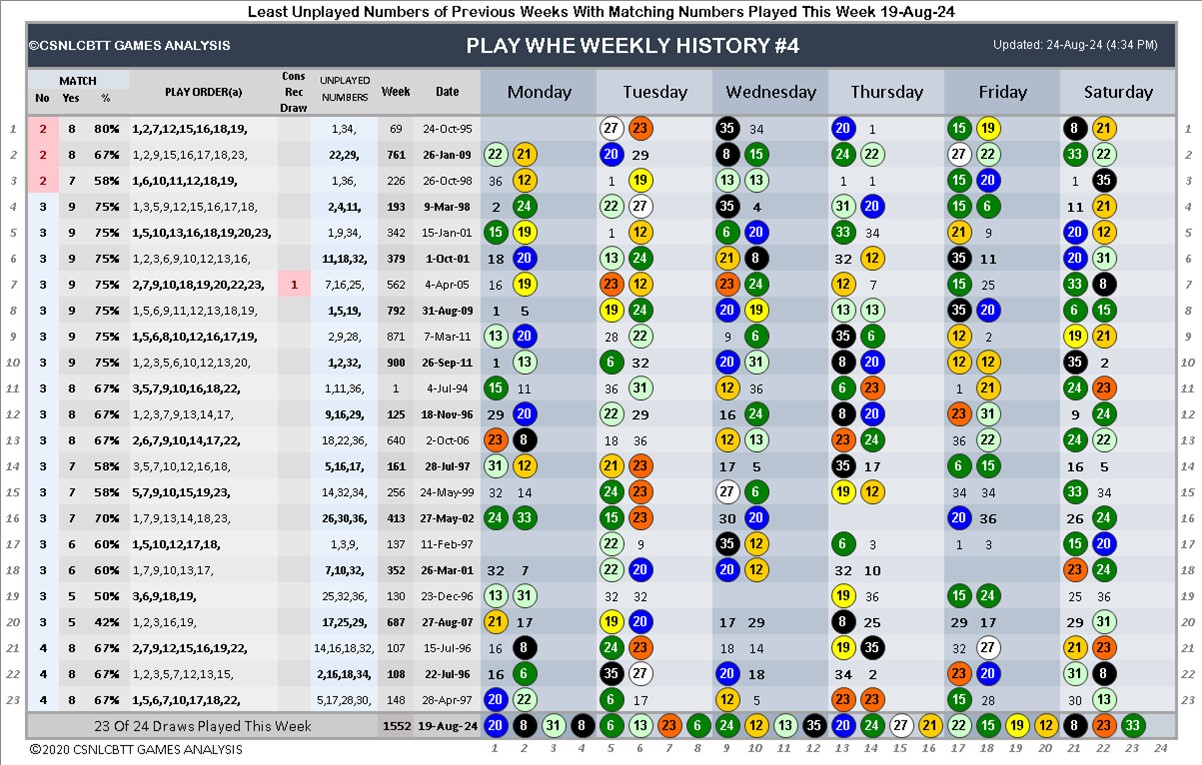 Least Unplayed Numbers of Previous Weeks With Matching Numbers Played This Week 19-Aug-24
©CSNLCBTT GAMES ANALYSIS PLAY WHE WEEKLY HISTORY #4 Updated: 24-Aug-24 (4:34 PM)
MATCH No Yes % PLAY ORDER(a) Cons Rec Draw UNPLAYED NUMBERS Week Date Monday Tuesday Wednesday Thursday Friday Saturday
1 2 8 80% 1,2,7,12,15,16,18,19, 1,34, 69 24-Oct-95 27 23 35 34 20 1 15 19 8 21 1
2 2 8 67% 1,2,9,15,16,17,18,23, 22,29, 761 26-Jan-09 22 21 20 29 8 15 24 22 27 22 33 22 2
3 2 7 58% 1,6,10,11,12,18,19, 1,36, 226 26-Oct-98 36 12 1 19 13 13 1 1 15 20 1 35 3
4 3 9 75% 1,3,5,9,12,15,16,17,18 2,4,11, 193 9-Mar-98 2 24 22 27 35 4 31 20 15 6 11 21 4
5 3 9 75% 1,5,10,13,16,18,19,20,23, 1,9,34, 342 15-Jan-01 15 19 1 12 6 20 33 34 21 9 20 12 5
6 3 9 75% 1,2,3,6,9,10,12,13,16, 11,18,32, 379 1-Oct-01 18 20 13 24 21 8 32 12 35 11 20 31 6
7 3 9 75% 2,7,9,10,18,19,20,22,23, 1 7,16,25, 562 4-Apr-05 16 19 23 12 23 24 12 7 15 25 33 8 7
8 3 9 75% 1,5,6,9,11,12,13,18,19, 1,5,19, 792 31-Aug-09 1 5 19 24 20 19 13 13 35 20 6 15 8
9 3 9 75% 1,5,6,8,10,12,16,17,19, 2,9,28, 871 7-Mar-11 13 20 28 22 9 6 35 6 12 2 19 21 9
10 3 9 75% 1,2,3,5,6,10,12,13,20, 1,2,32, 900 26-Sep-11 1 13 6 32 20 31 8 20 12 12 35 2 10
11 3 8 67% 3,5,7,9,10,16,18,22, 1,11,36, 1 4-Jul-94 15 11 36 31 12 36 6 23 1 21 24 23 11
12 3 8 67% 1,2,3,7,9,13,14,17, 9,16,29, 125 18-Nov-96 29 20 22 29 16 24 8 20 23 31 9 24 12
13 3 8 67% 2,6,7,9,10,14,17,22, 18,22,36, 640 2-Oct-06 23 8 18 36 12 13 23 24 36 22 24 22 13
14 3 7 58% 3,5,7,10,12,16,18, 5,16,17, 161 28-Jul-97 31 12 21 23 17 5 35 17 6 15 16 5 14
15 3 7 58% 5,7,9,10,15,19,23, 14,32,34, 256 24-May-99 32 14 24 23 27 6 19 12 34 34 33 34 15
16 3 7 70% 1,7,9,13,14,18,23, 26,30,36, 413 27-May-02 24 33 15 23 30 20 20 36 26 24 16
17 3 6 60% 1,5,10,12,17,18, 1,3,9, 137 11-Feb-97 22 9 35 12 6 3 1 3 15 20 17
18 3 6 60% 1,7,9,10,13,17, 7,10,32, 352 26-Mar-01 32 7 22 20 20 12 32 10 23 24 18
19 3 5 50% 3,6,9,18,19, 25,32,36, 130 23-Dec-96 13 31 32 32 19 36 15 24 25 36 19
20 3 5 42% 1,2,3,16,19, 17,25,29, 687 27-Aug-07 21 17 19 20 17 29 8 25 29 17 29 31 20
21 4 8 67% 2,7,9,12,15,16,19,22, 14,16,18,32, 107 15-Jul-96 16 8 24 23 18 14 19 35 32 27 21 23 21
22 4 8 67% 1,2,3,5,7,12,13,15, 2,16,18,34, 108 22-Jul-96 16 6 35 27 20 18 34 2 23 20 31 8 22
23 4 8 67% 1,5,6,7,10,17,18,22, 5,17,28,30, 148 28-Apr-97 20 22 6 17 12 5 23 23 15 28 30 13 23
23 Of 24 Draws Played This Week 1552 19-Aug-24 20 8 31 8 6 13 23 6 24 12 13 35 20 24 27 21 22 15 19 12 8 23 33
©2020 CSNLCBTT GAMES ANALYSIS 1 2 3 4 5 6 7 8 9 10 11 12 13 14 15 16 17 18 19 20 21 22 23 24